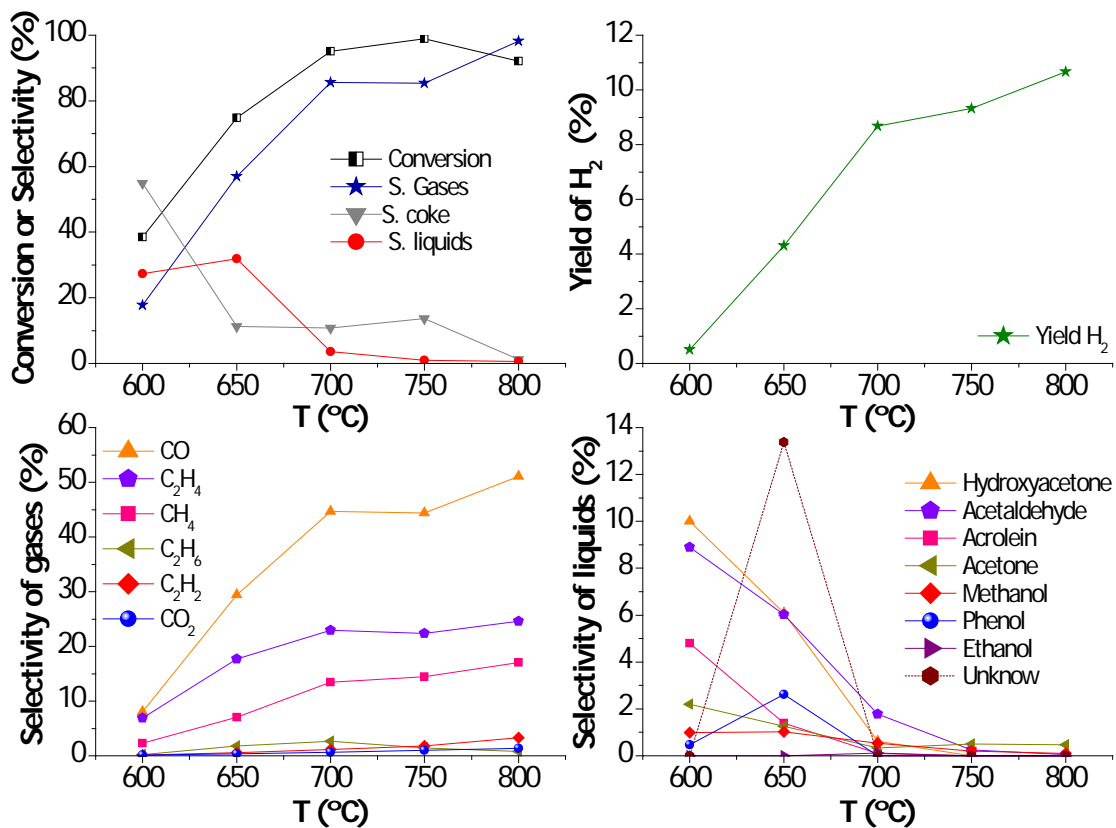 Conversion or Selectivity (%)
100
80
60
40
20
0
Conversion
S. Gases
S. coke
S. liquids
600 650 700 750 800
T (ºC)
Yield of H₂ (%)
12
10
8
6
4
2
0
Yield H₂
600 650 700 750 800
T (ºC)
Selectivity of gases (%)
60
50
40
30
20
10
0
CO
C₂H₄
CH₄
C₂H₆
C₂H₂
CO₂
600 650 700 750 800
T (ºC)
Selectivity of liquids (%)
14
12
10
8
6
4
2
0
Hydroxyacetone
Acetaldehyde
Acrolein
Acetone
Methanol
Phenol
Ethanol
Unknow
600 650 700 750 800
T (ºC)